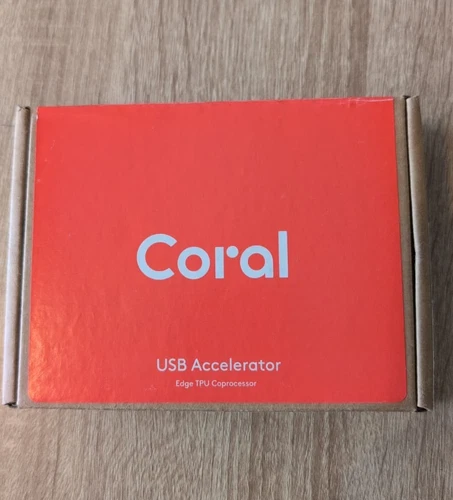 Coral
USB Accelerator
Edge TPU Coprocessor